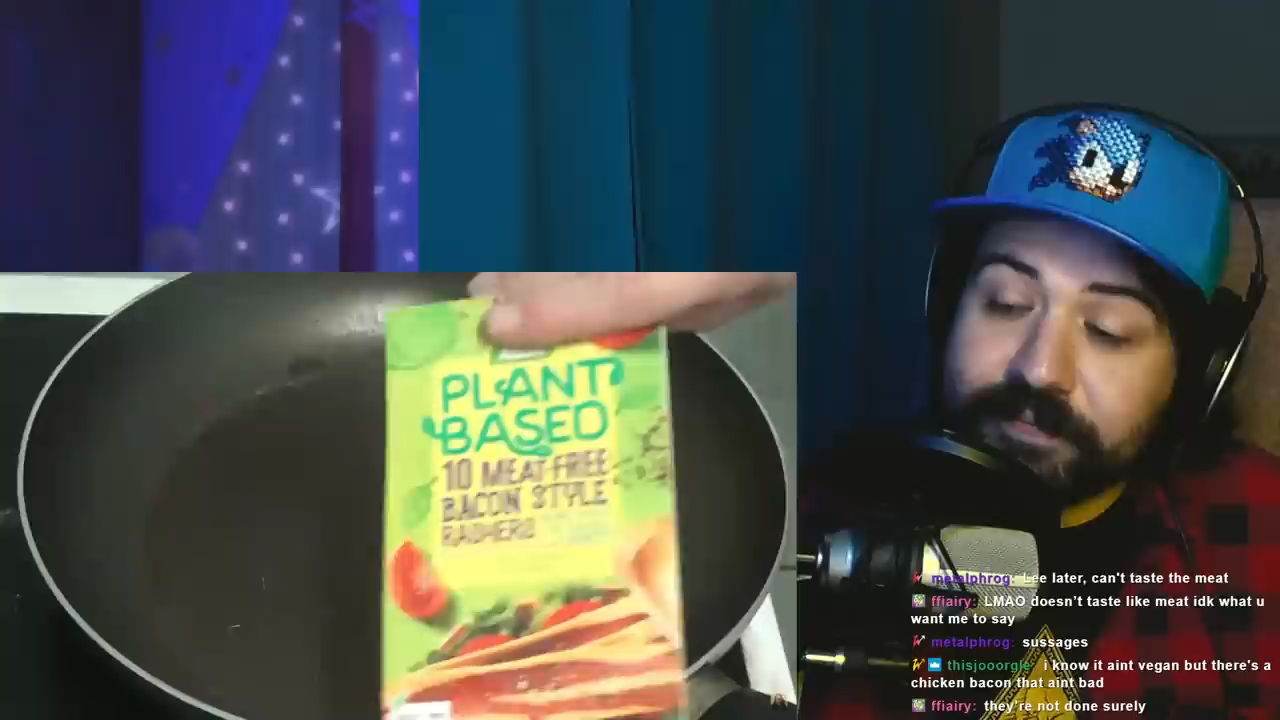 PLANT
BASED
10 MEAT FREE
BACON STYLE
RASHERS
metalphrog: Lee later, can't taste the meat
ffiairy: LMAO doesn't taste like meat idk what u
want me to say
metalphrog: sussages
thisjooorgle: i know it aint vegan but there's a
chicken bacon that aint bad
ffiairy: they're not done surely